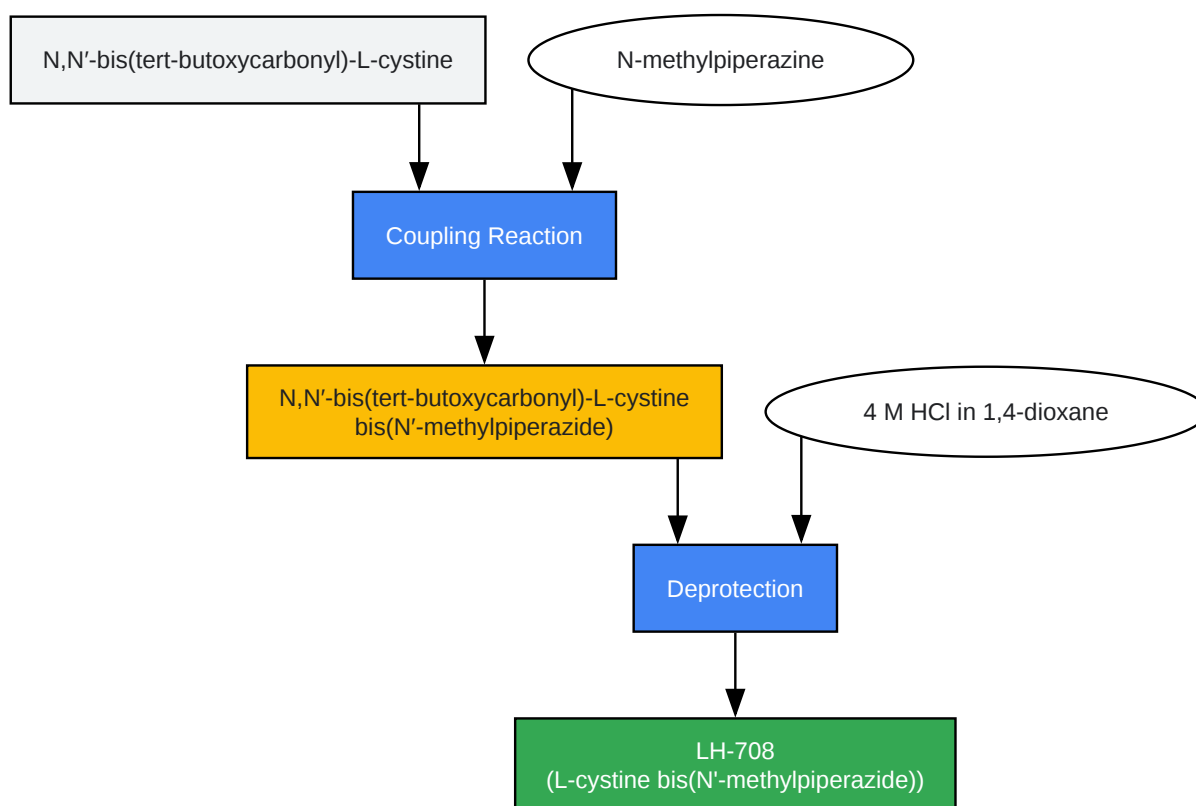 N,N′-bis(tert-butoxycarbonyl)-L-cystine
N-methylpiperazine
Coupling Reaction
N,N′-bis(tert-butoxycarbonyl)-L-cystine
bis(N′-methylpiperazide)
4 M HCl in 1,4-dioxane
Deprotection
LH-708
(L-cystine bis(N'-methylpiperazide))